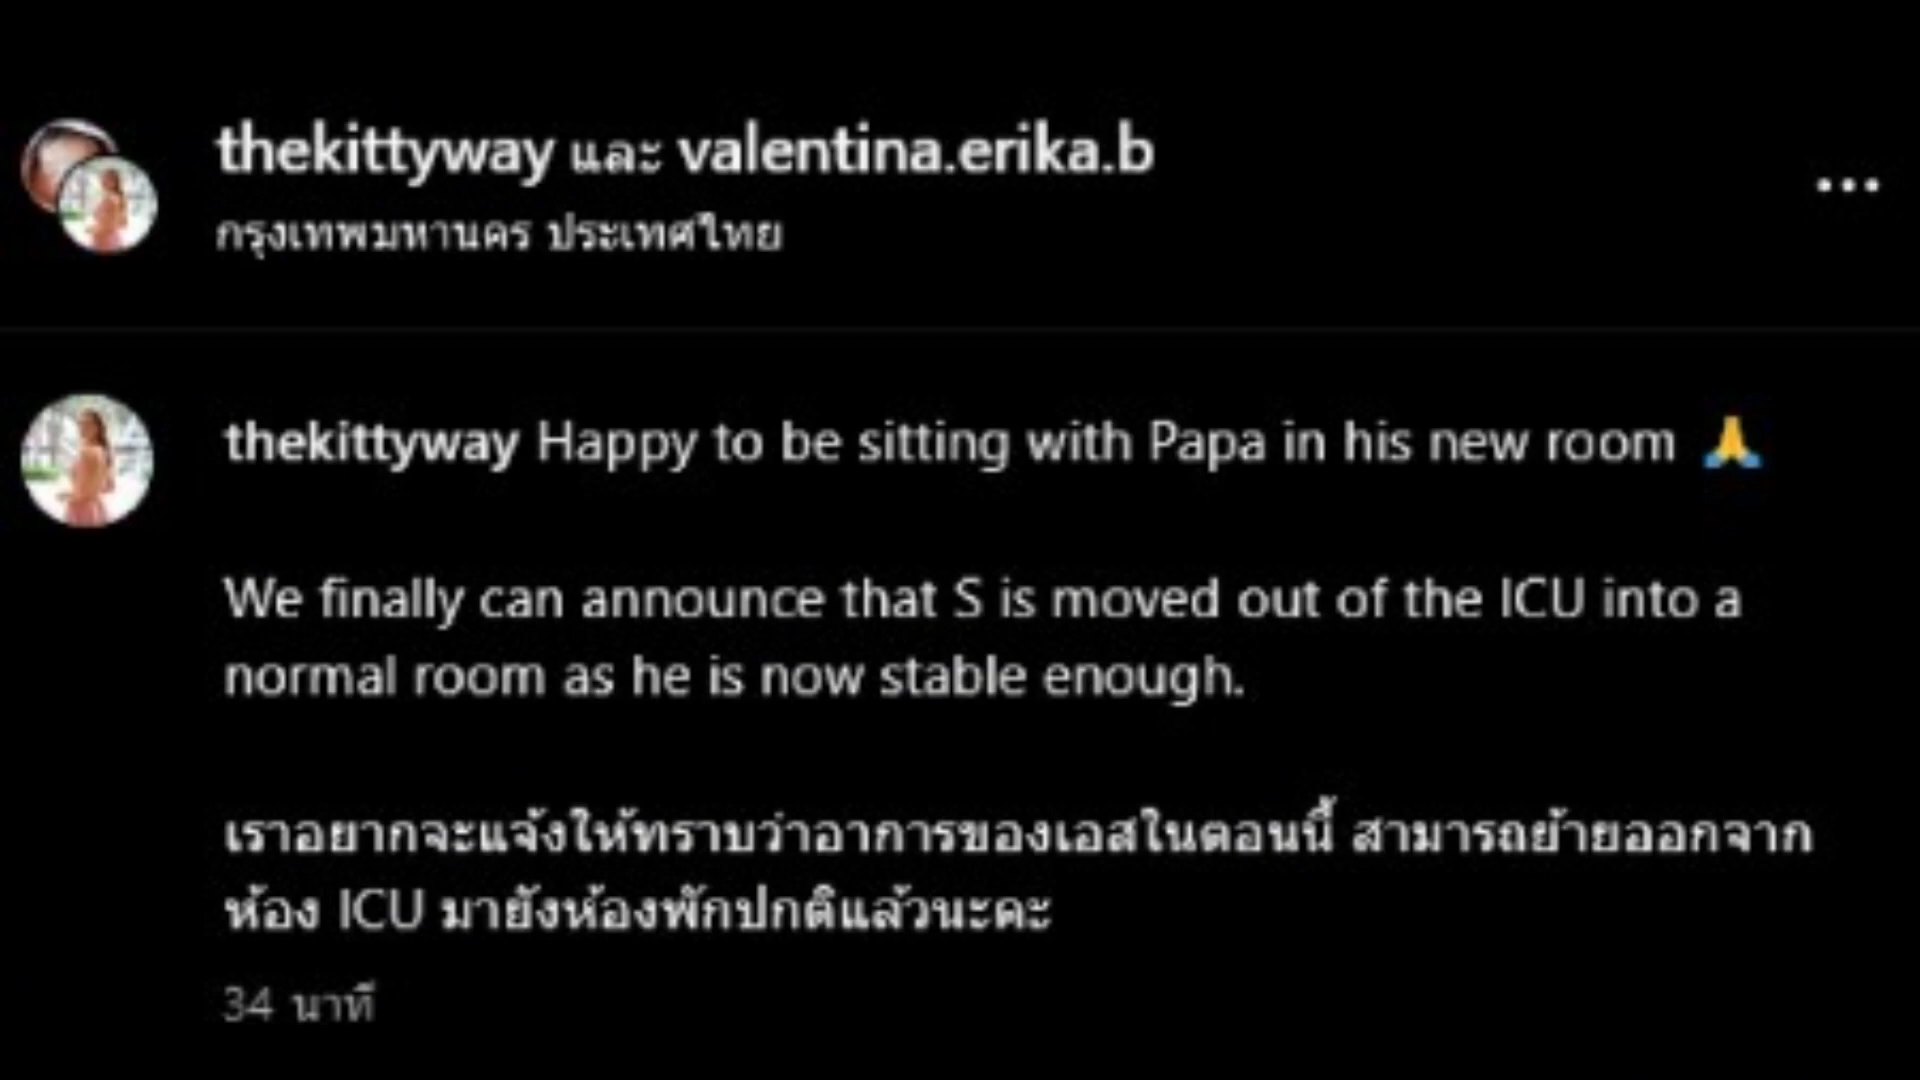 thekittyway และ valentina.erika.b
กรุงเทพมหานคร ประเทศไทย
thekittyway Happy to be sitting with Papa in his new room 🙏
We finally can announce that S is moved out of the ICU into a
normal room as he is now stable enough.
เราอยากจะแจ้งให้ทราบว่าอาการของเอสในตอนนี้ สามารถย้ายออกจาก
ห้อง ICU มายังห้องพักปกติแล้วนะคะ
34 นาที